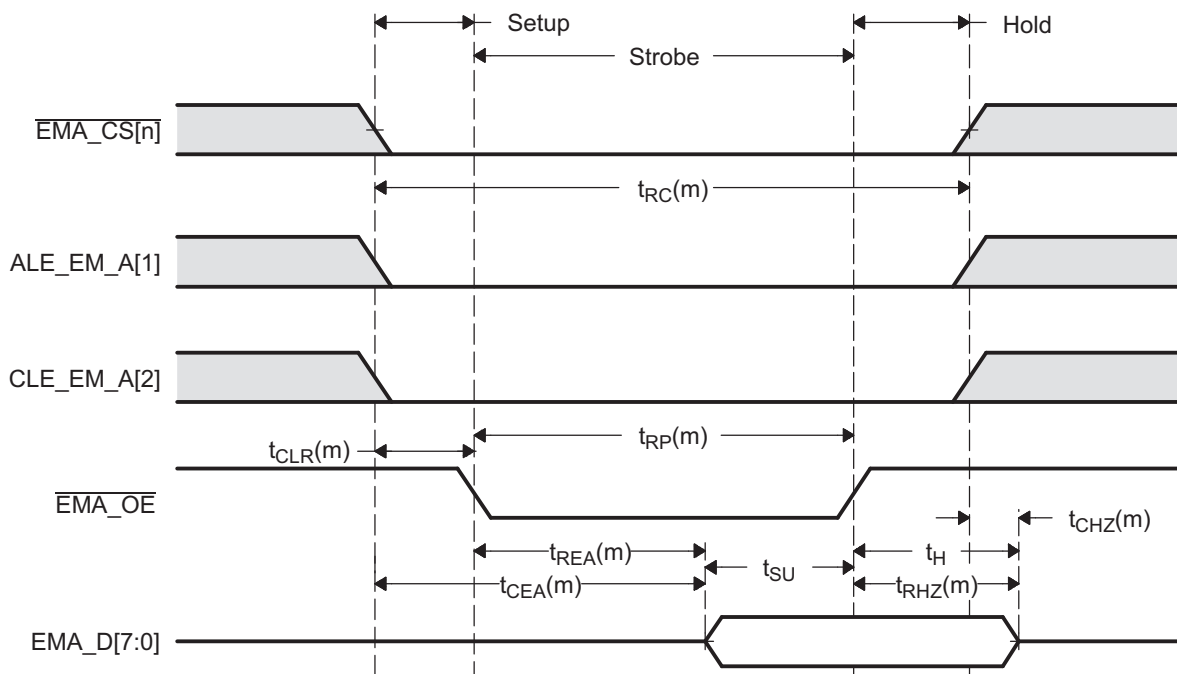 Setup
Hold
Strobe
EMA_CS[n]
tRC(m)
ALE_EM_A[1]
CLE_EM_A[2]
tRP(m)
tCLR(m)
EMA_OE
tCHZ(m)
tREA(m)
tH
tSU
tCEA(m)
tRHZ(m)
EMA_D[7:0]